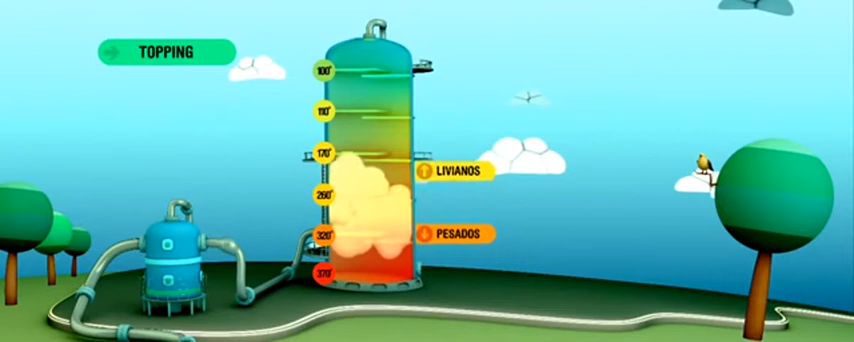 TOPPING
100°
110°
170°
LIVIANOS
260°
320°
PESADOS
370°